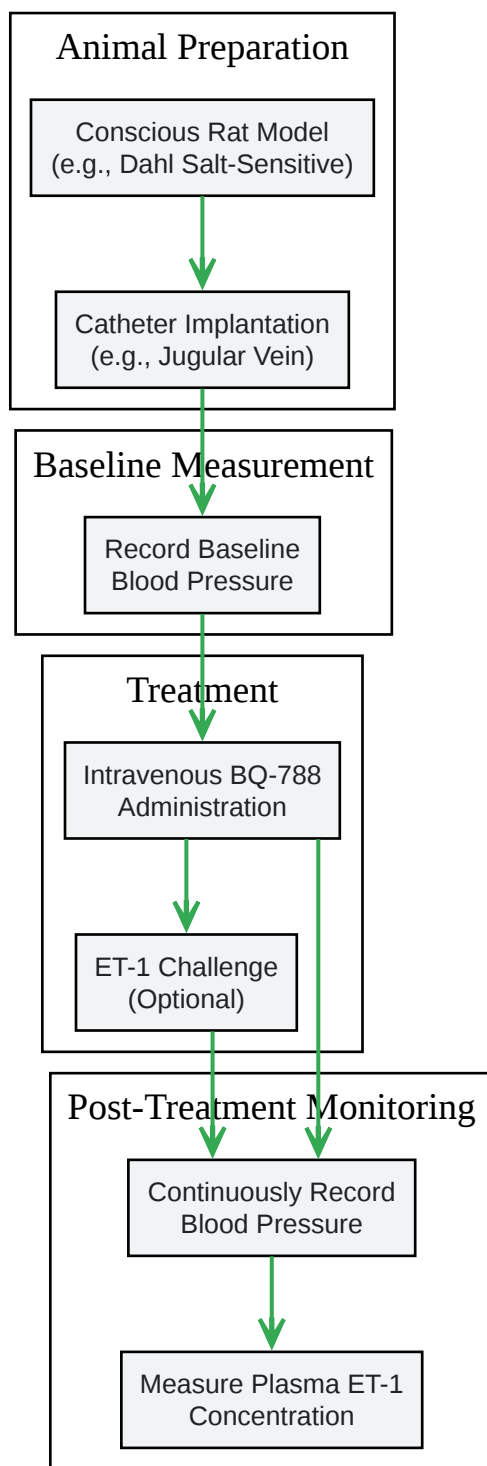 Animal Preparation
Conscious Rat Model
(e.g., Dahl Salt-Sensitive)
Catheter Implantation
(e.g., Jugular Vein)
Baseline Measurement
Record Baseline
Blood Pressure
Treatment
Intravenous BQ-788
Administration
ET-1 Challenge
(Optional)
Post-Treatment Monitoring
Continuously Record
Blood Pressure
Measure Plasma ET-1
Concentration